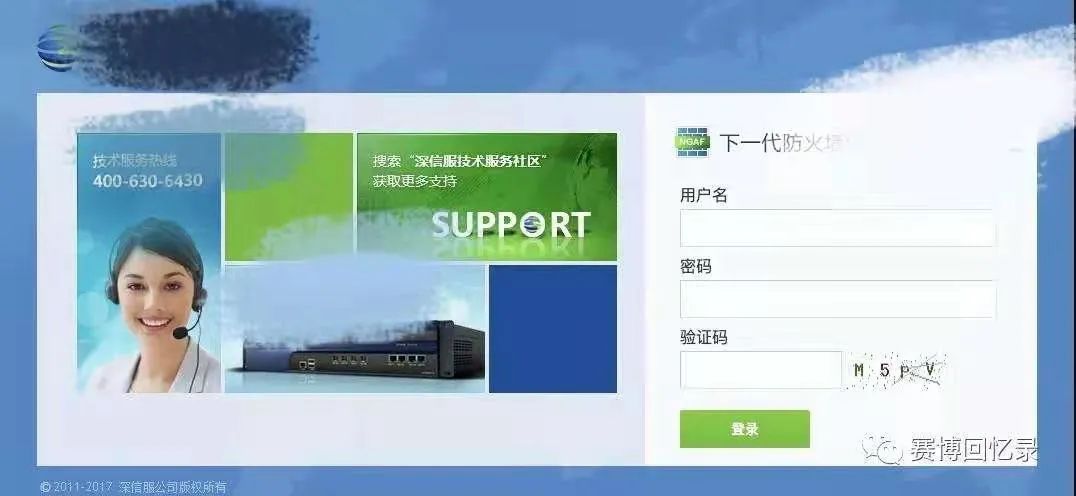 技术服务热线
400-630-6430
搜索“深信服技术服务社区”
获取更多支持
SUPPORT
NGAF
下一代防火墙
用户名
密码
验证码
M 5 P V
登录
赛博回忆录
© 2011-2017 深信服公司版权所有